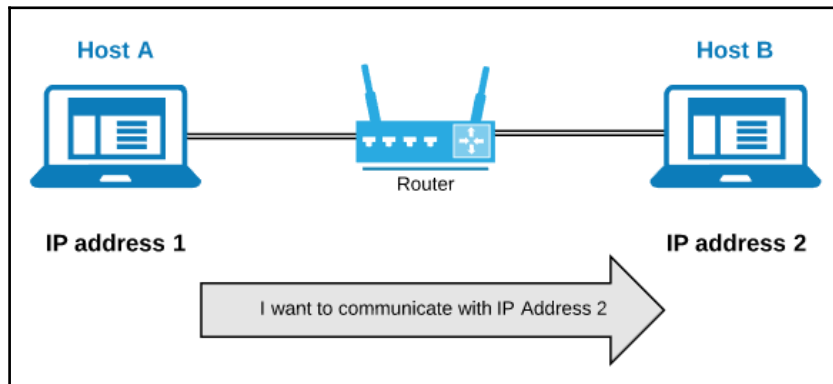 Host A
Host B
Router
IP address 1
IP address 2
I want to communicate with IP Address 2